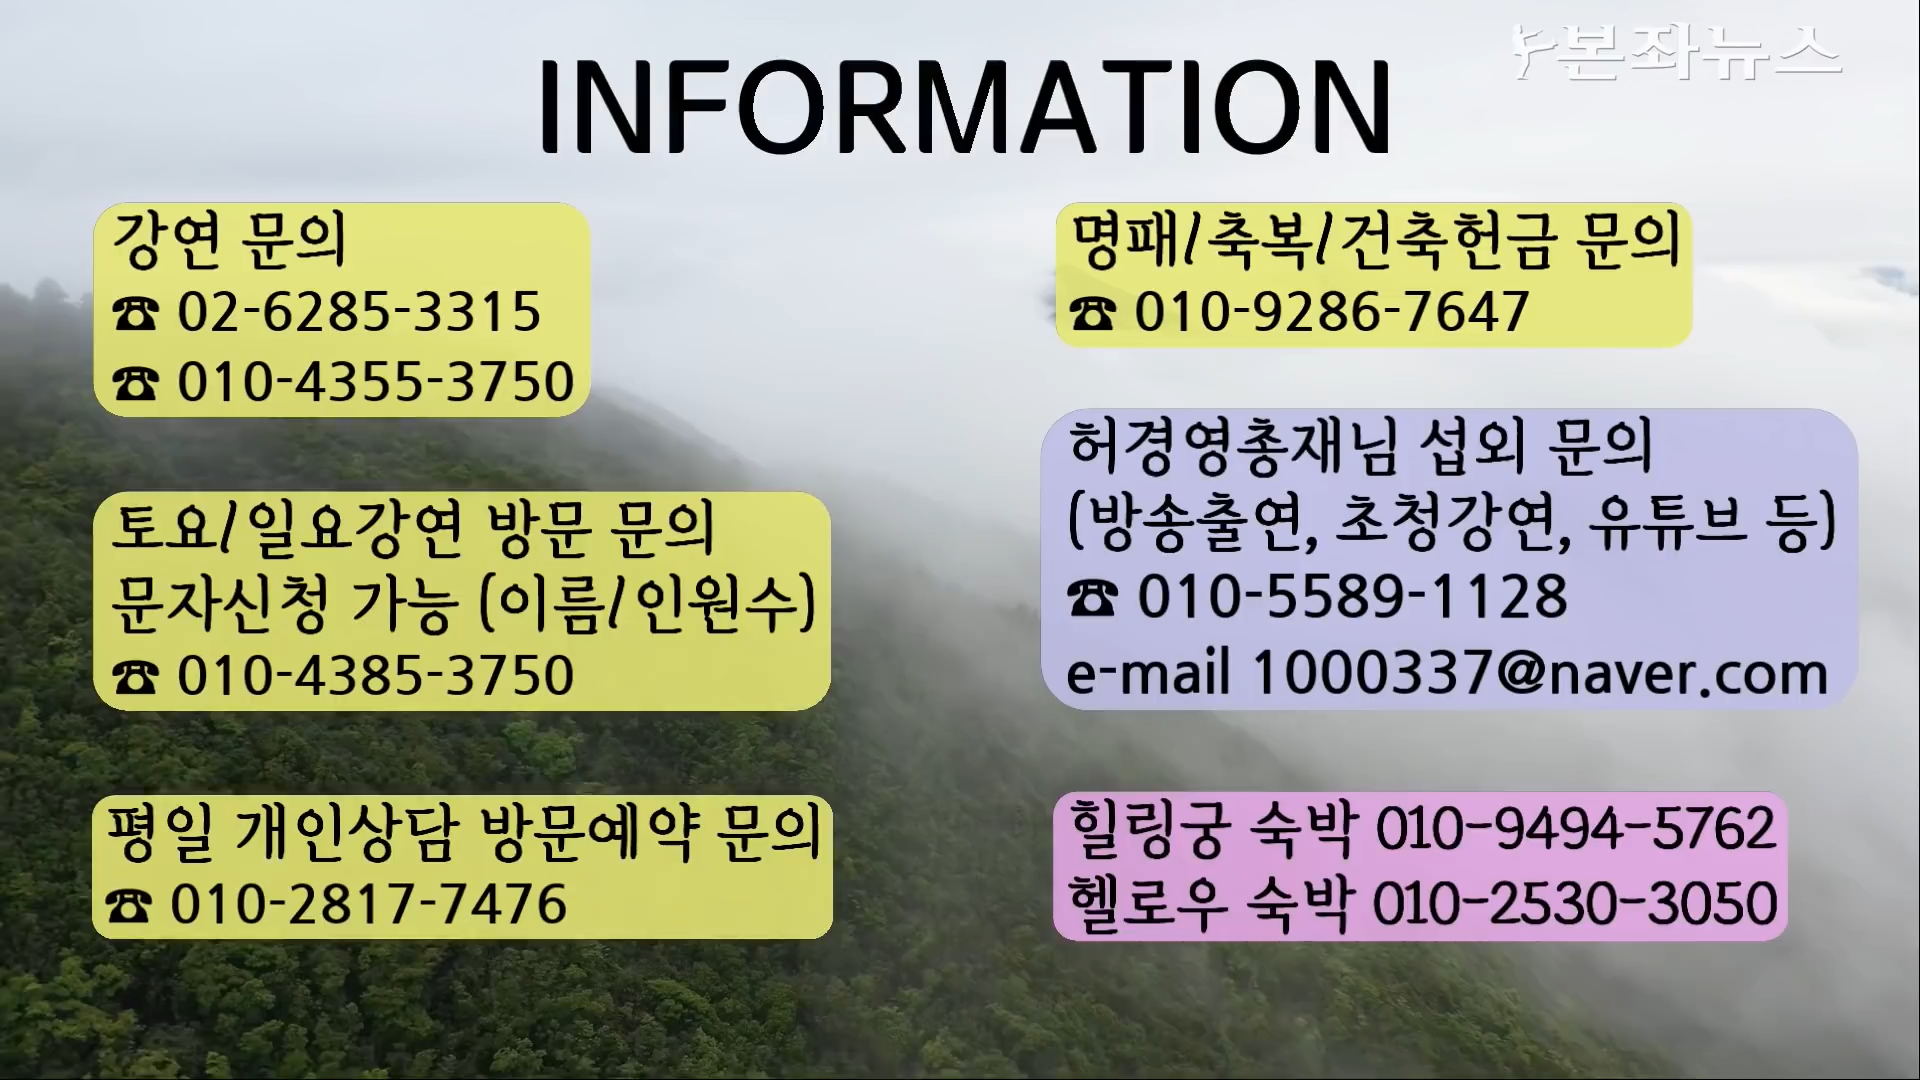 본좌뉴스
INFORMATION
강연 문의
☎ 02-6285-3315
☎ 010-4355-3750
토요/일요강연 방문 문의
문자신청 가능 (이름/인원수)
☎ 010-4385-3750
평일 개인상담 방문예약 문의
☎ 010-2817-7476
명패/축복/건축헌금 문의
☎ 010-9286-7647
허경영총재님 섭외 문의
(방송출연, 초청강연, 유튜브 등)
☎ 010-5589-1128
e-mail 1000337@naver.com
힐링궁 숙박 010-9494-5762
헬로우 숙박 010-2530-3050